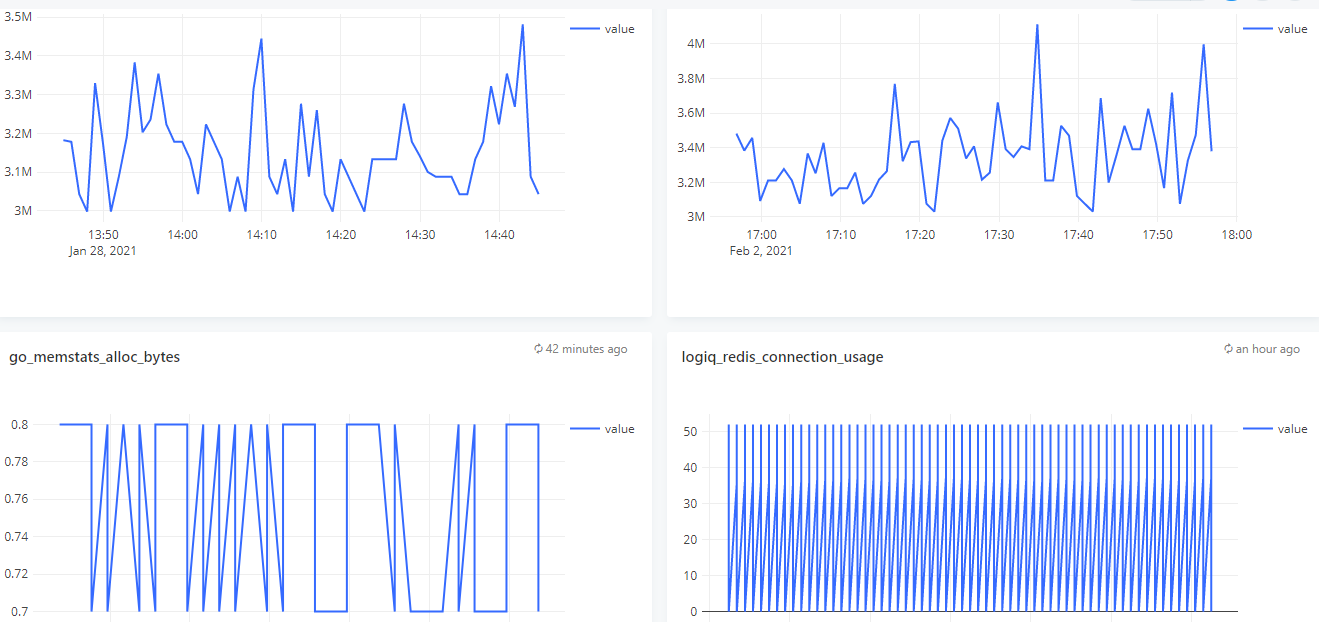 3.5M
3.4M
3.3M
3.2M
3.1M
3M
value
13:50
14:00
14:10
14:20
14:30
14:40
Jan 28, 2021
4M
3.8M
3.6M
3.4M
3.2M
3M
value
17:00
17:10
17:20
17:30
17:40
17:50
18:00
Feb 2, 2021
go_memstats_alloc_bytes
42 minutes ago
0.8
0.78
0.76
0.74
0.72
0.7
value
logiq_redis_connection_usage
an hour ago
50
40
30
20
10
0
value